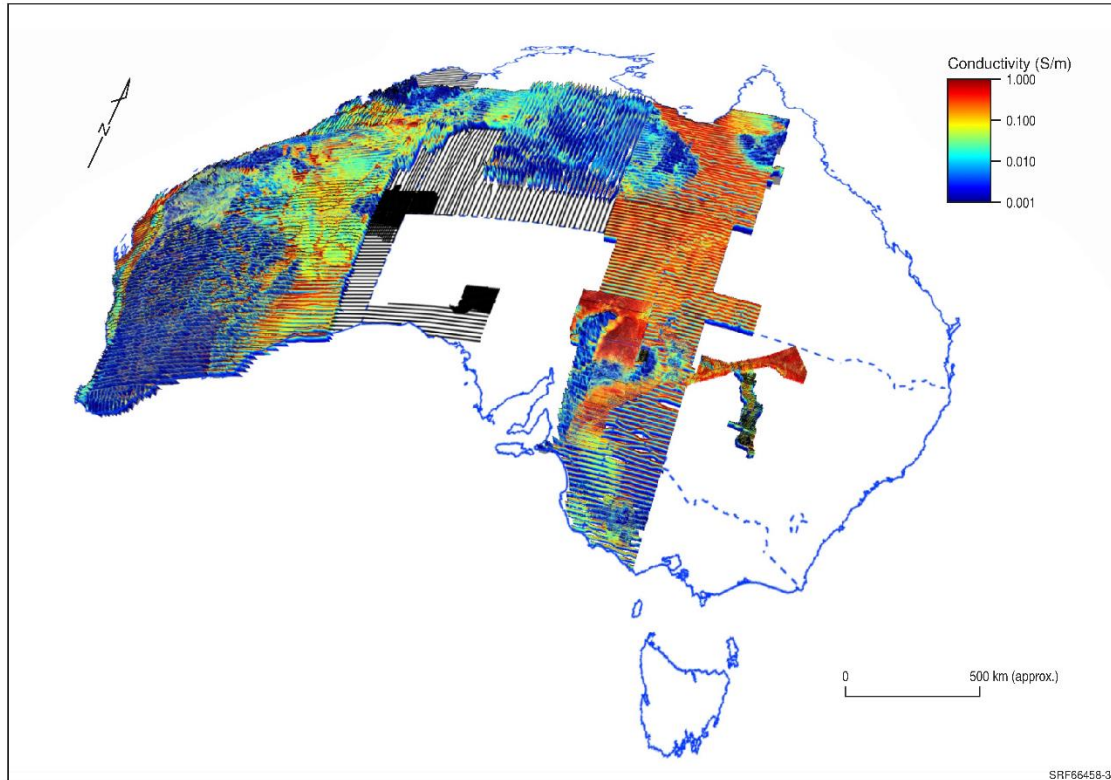 Conductivity (S/m)
1.000
0.100
0.010
0.001
N
0 500 km (approx.)
SRF66458-3